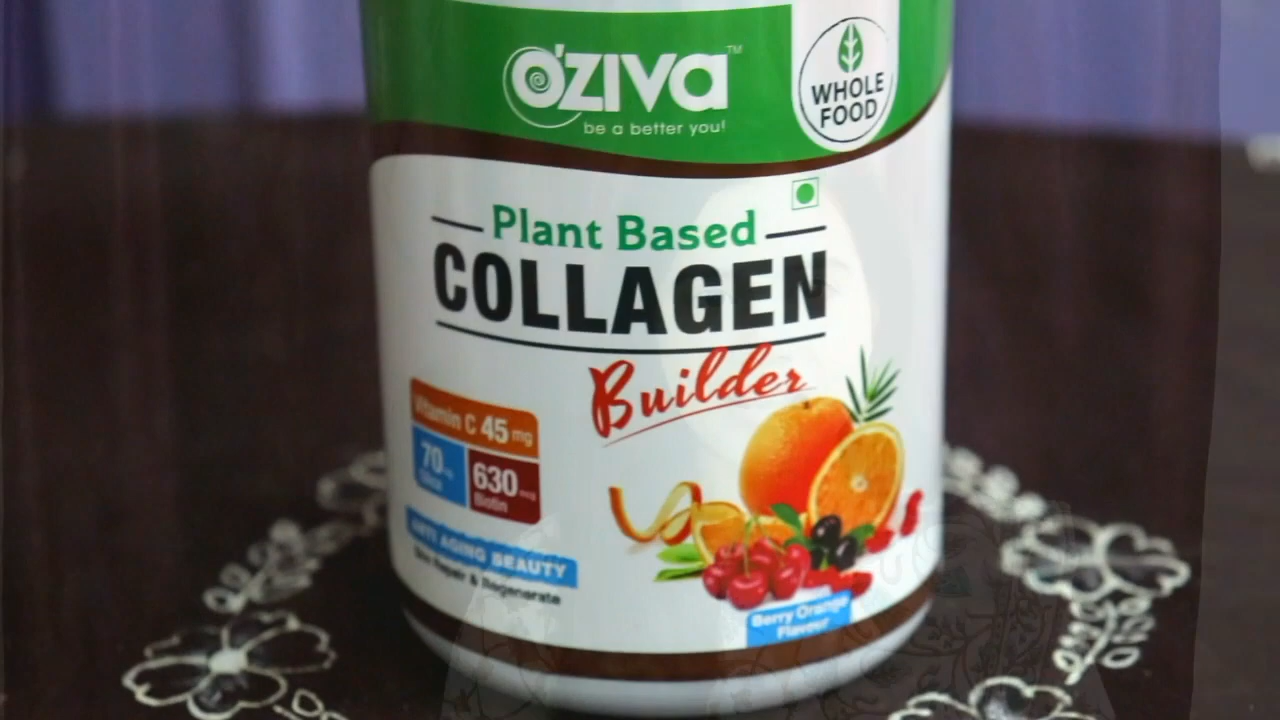 O'ZIVA™
be a better you!
WHOLE
FOOD
Plant Based
COLLAGEN
Builder
Vitamin C 45 mg
70
630
Biotin
ANTI AGING BEAUTY
Skin Repair & Regenerate
Berry Orange
Flavour